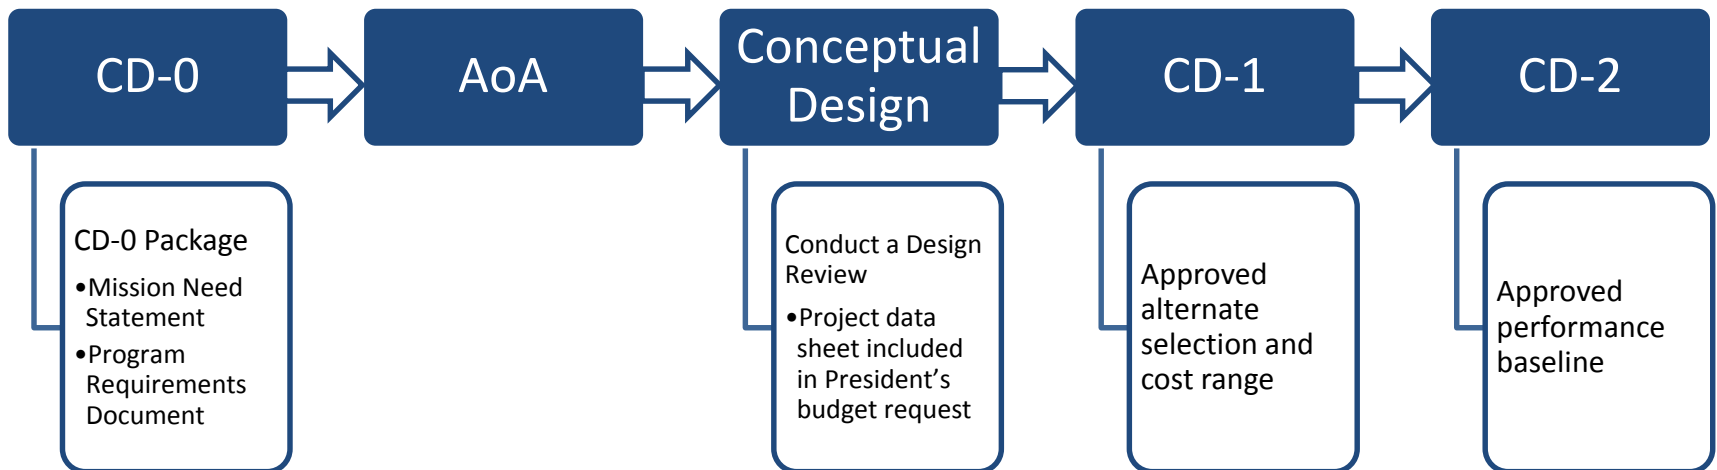 CD-0
AoA
Conceptual
Design
CD-1
CD-2
CD-0 Package
•Mission Need
Statement
•Program
Requirements
Document
Conduct a Design
Review
•Project data
sheet included
in President’s
budget request
Approved
alternate
selection and
cost range
Approved
performance
baseline